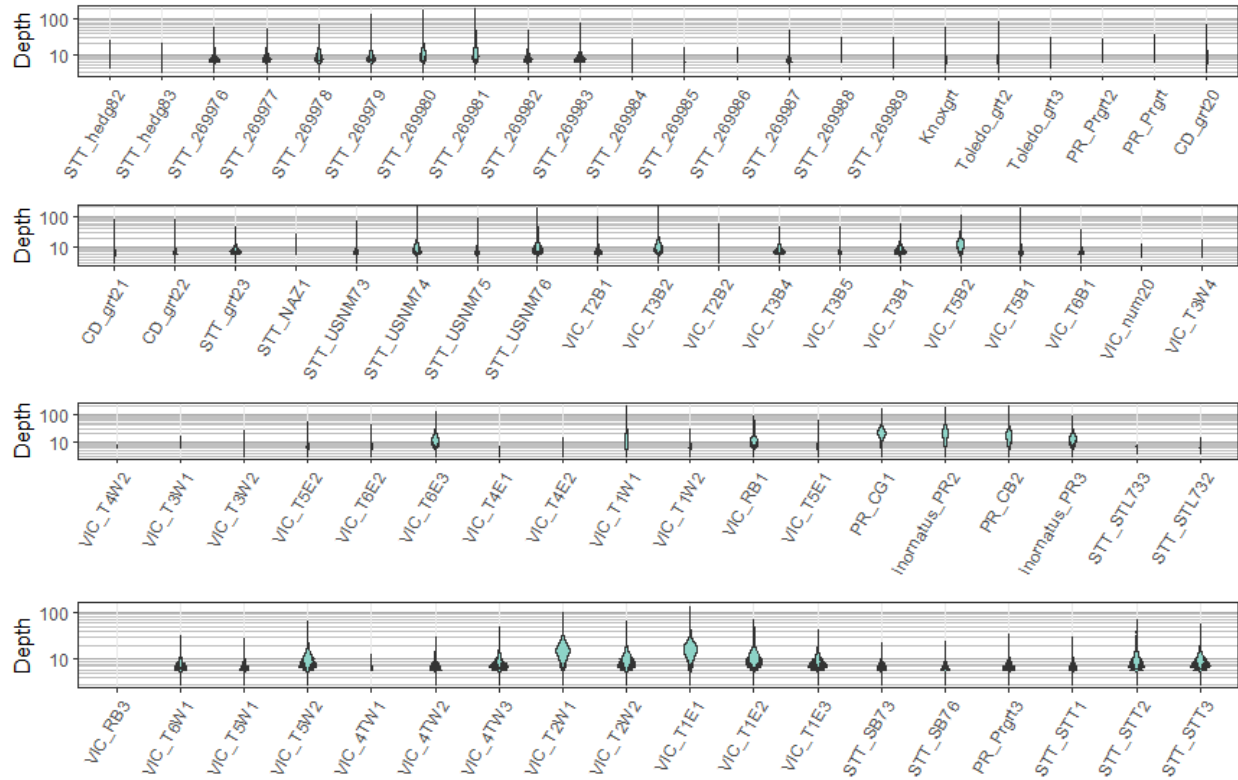 Depth
100
10
STT_hedg82 STT_hedg83 STT_269976 STT_269977 STT_269978 STT_269979 STT_269980 STT_269981 STT_269982 STT_269983 STT_269984 STT_269985 STT_269986 STT_269987 STT_269988 STT_269989 Knoxgrt Toledo_grt2 Toledo_grt3 PR_Prgrt2 PR_Prgrt CD_grt20
Depth
100
10
CD_grt21 CD_grt22 STT_grt23 STT_NAZ1 STT_USNM73 STT_USNM74 STT_USNM75 STT_USNM76 VIC_T2B1 VIC_T3B2 VIC_T2B2 VIC_T3B4 VIC_T3B5 VIC_T3B1 VIC_T5B2 VIC_T5B1 VIC_T6B1 VIC_num20 VIC_T3W4
Depth
100
10
VIC_T4W2 VIC_T3W1 VIC_T3W2 VIC_T5E2 VIC_T6E2 VIC_T6E3 VIC_T4E1 VIC_T4E2 VIC_T1W1 VIC_T1W2 VIC_RB1 VIC_T5E1 PR_CG1 Inornatus_PR2 PR_CB2 Inornatus_PR3 STT_STL733 STT_STL732
Depth
100
10
VIC_RB3 VIC_T6W1 VIC_T5W1 VIC_T5W2 VIC_4TW1 VIC_4TW2 VIC_4TW3 VIC_T2W1 VIC_T2W2 VIC_T1E1 VIC_T1E2 VIC_T1E3 STT_SB73 STT_SB76 PR_Ptgrt3 STT_STT1 STT_STT2 STT_STT3